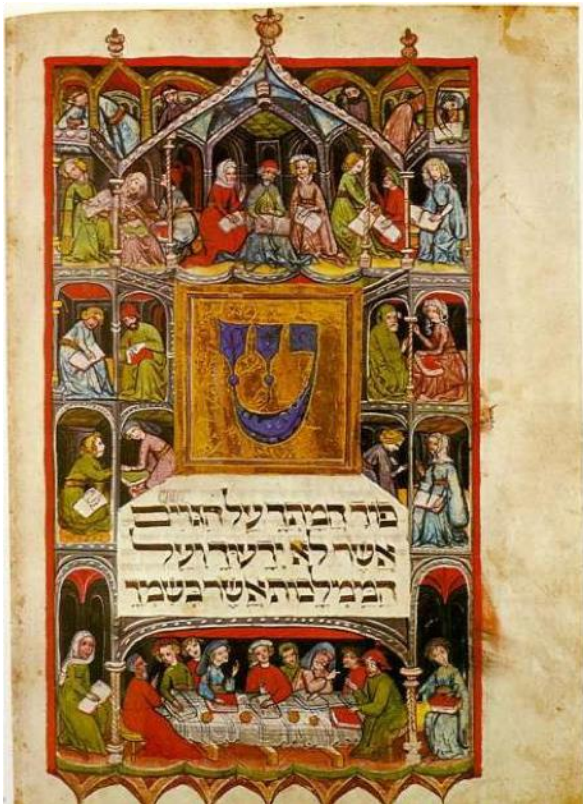 ש
פוך חמתך על הגוים
אשר לא ידעוך ועל
הממלכות אשר בשמך